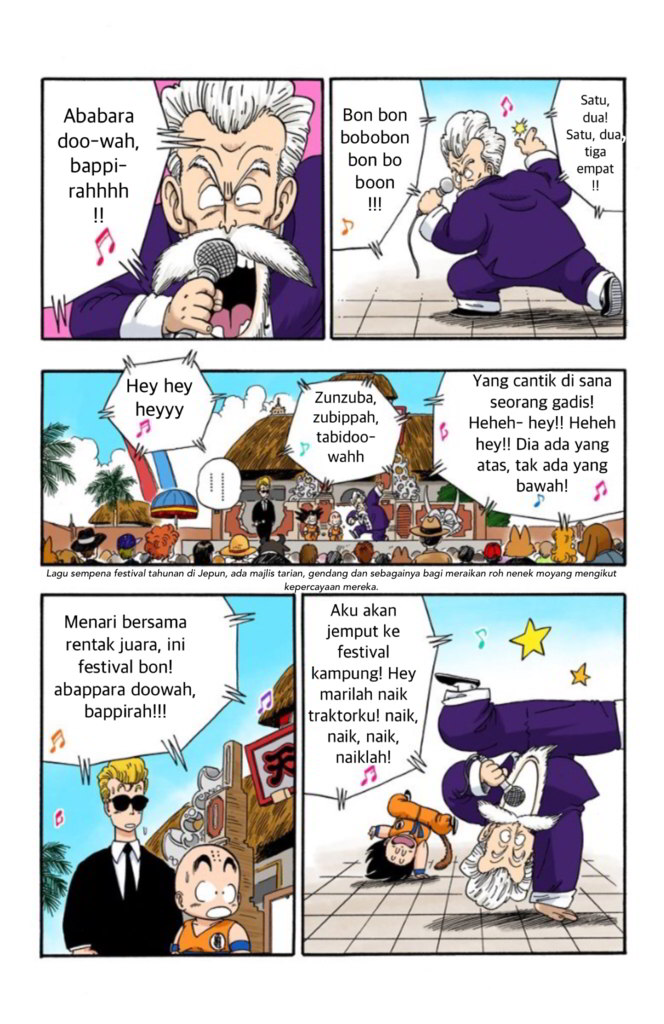 Ababara
doo-wah,
bappi-
rahhhh
!!
Bon bon
bobobon
bon bo
boon
!!!
Satu,
dua!
Satu, dua,
tiga
empat
!!
Hey hey
heyyy
Zunzuba,
zubippah,
tabidoo-
wahh
Yang cantik di sana
seorang gadis!
Heheh- hey!! Heheh
hey!! Dia ada yang
atas, tak ada yang
bawah!
Lagu sempena festival tahunan di Jepun, ada majlis tarian, gendang dan sebagainya bagi meraikan roh nenek moyang mengikut
kepercayaan mereka.
Menari bersama
rentak juara, ini
festival bon!
abappara doowah,
bappirah!!!
天
Aku akan
jemput ke
festival
kampung! Hey
marilah naik
traktorku! naik,
naik, naik,
naiklah!
亀